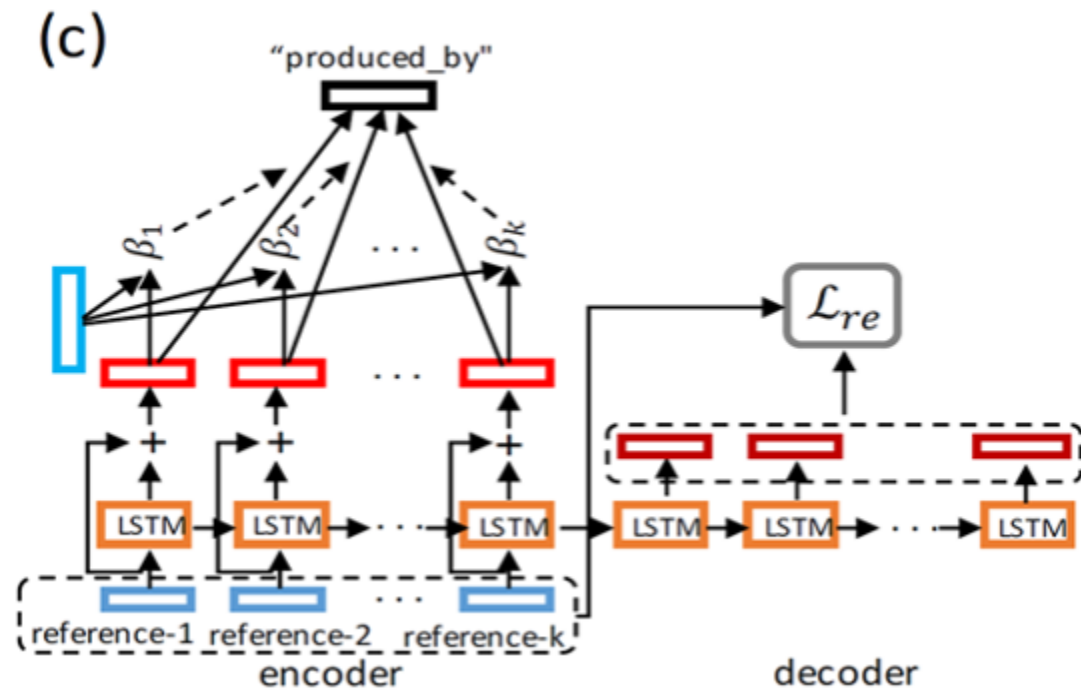 (c)
"produced_by"
β₁ β₂ ... βₖ
ℒᵣₑ
...
+ + +
LSTM LSTM ... LSTM LSTM LSTM ... LSTM
...
reference-1 reference-2 reference-k
encoder decoder